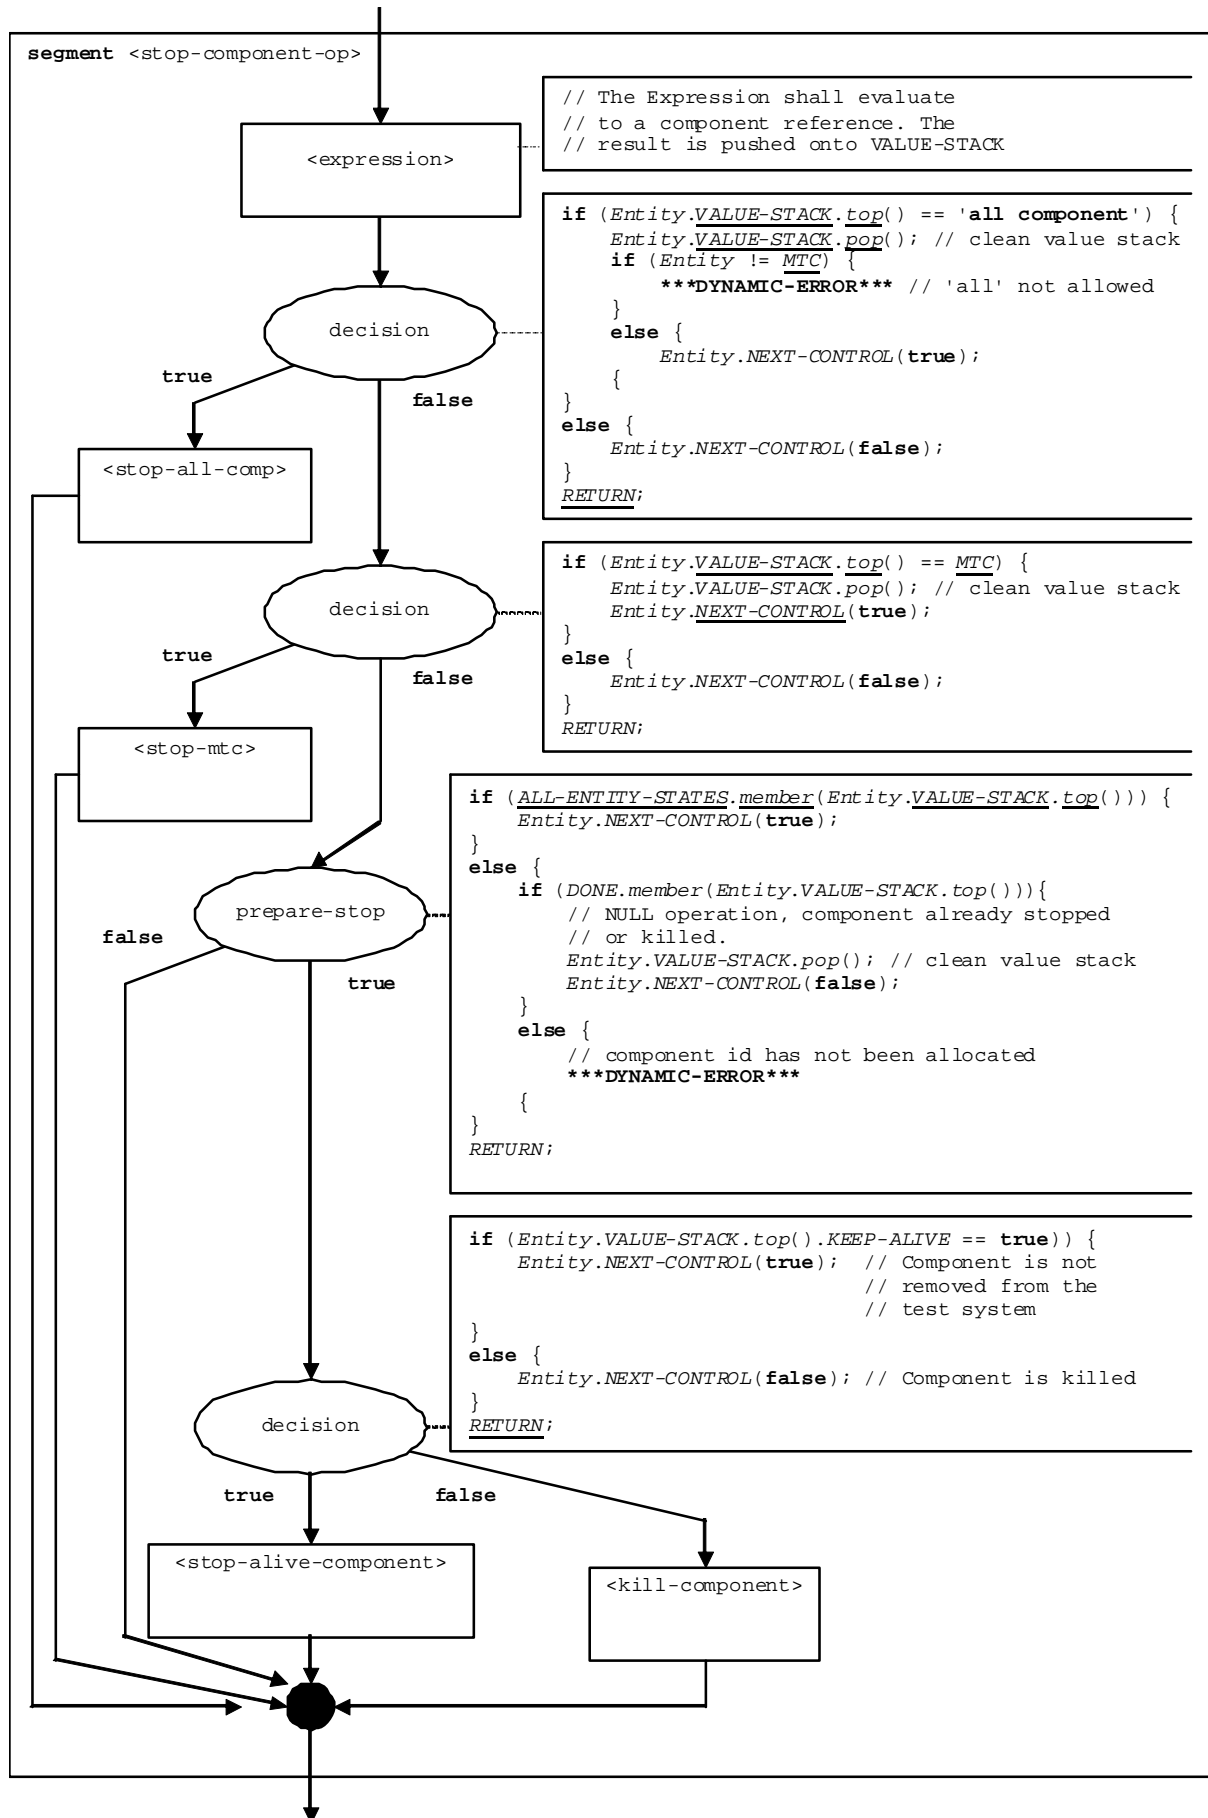 segment <stop-component-op>
// The Expression shall evaluate
// to a component reference. The
// result is pushed onto VALUE-STACK
<expression>
if (Entity.VALUE-STACK.top() == 'all component') {
Entity.VALUE-STACK.pop(); // clean value stack
if (Entity != MTC) {
***DYNAMIC-ERROR*** // 'all' not allowed
}
else {
Entity.NEXT-CONTROL(true);
{
}
else {
Entity.NEXT-CONTROL(false);
}
RETURN;
decision
true
false
<stop-all-comp>
if (Entity.VALUE-STACK.top() == MTC) {
Entity.VALUE-STACK.pop(); // clean value stack
Entity.NEXT-CONTROL(true);
}
else {
Entity.NEXT-CONTROL(false);
}
RETURN;
decision
true
false
<stop-mtc>
if (ALL-ENTITY-STATES.member(Entity.VALUE-STACK.top())) {
Entity.NEXT-CONTROL(true);
}
else {
if (DONE.member(Entity.VALUE-STACK.top())){
// NULL operation, component already stopped
// or killed.
Entity.VALUE-STACK.pop(); // clean value stack
Entity.NEXT-CONTROL(false);
}
else {
// component id has not been allocated
***DYNAMIC-ERROR***
{
}
RETURN;
prepare-stop
false
true
if (Entity.VALUE-STACK.top().KEEP-ALIVE == true)) {
Entity.NEXT-CONTROL(true); // Component is not
// removed from the
// test system
}
else {
Entity.NEXT-CONTROL(false); // Component is killed
}
RETURN;
decision
true
false
<stop-alive-component>
<kill-component>